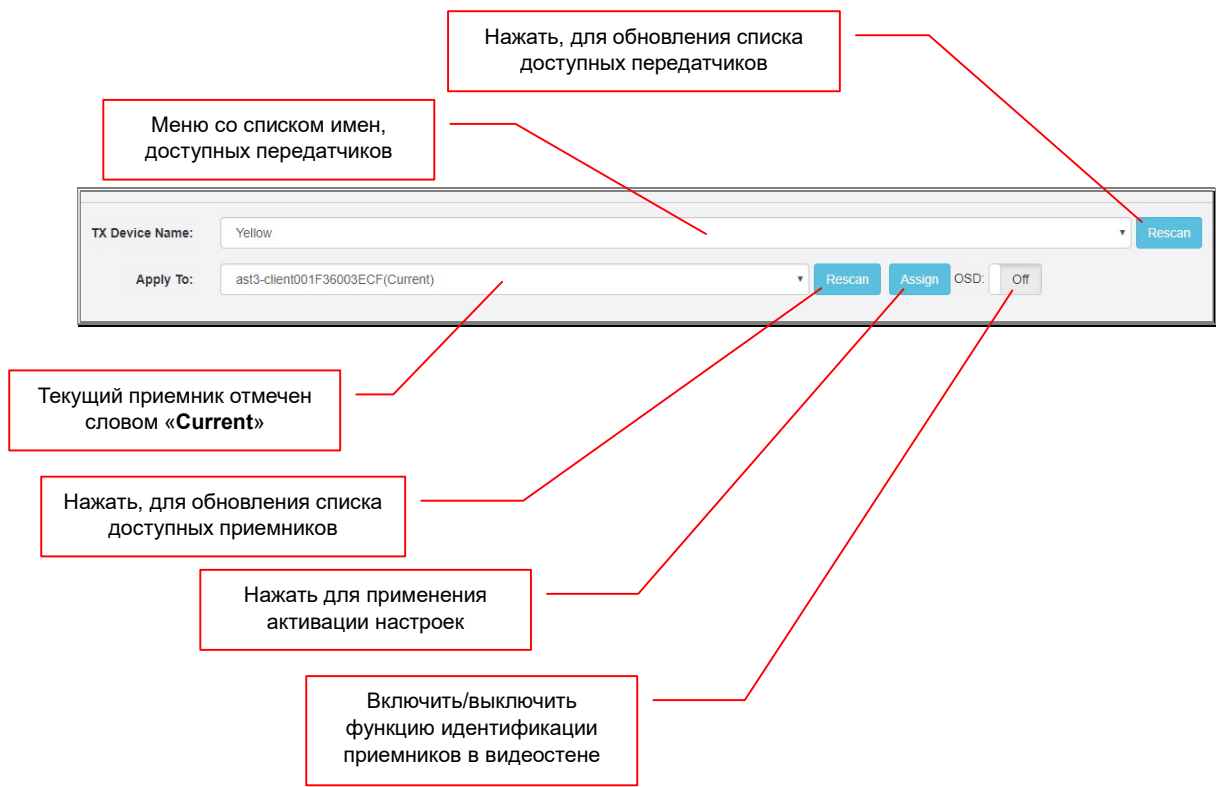 Нажать, для обновления списка
доступных передатчиков
Меню со списком имен,
доступных передатчиков
TX Device Name:
Yellow
Rescan
Apply To:
ast3-client001F36003ECF(Current)
Rescan
Assign
OSD:
Off
Текущий приемник отмечен
словом «Current»
Нажать, для обновления списка
доступных приемников
Нажать для применения
активации настроек
Включить/выключить
функцию идентификации
приемников в видеостене